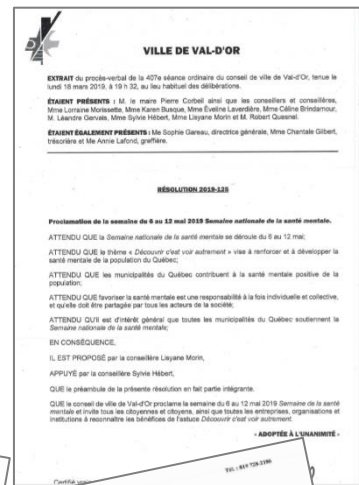 VILLE DE VAL-D'OR
EXTRAIT du procès-verbal de la 407e séance ordinaire du conseil de ville de Val-d'Or, tenue le
lundi 18 mars 2019, à 19 h 32, au lieu habituel des délibérations.
ÉTAIENT PRÉSENTS : M. le maire Pierre Corbeil ainsi que les conseillers et conseillères,
Mme Lorraine Morissette, Mme Karen Busque, Mme Éveline Laverdière, Mme Céline Brindamour,
M. Léandre Gervais, Mme Sylvie Hébert, Mme Lisyane Morin et M. Robert Quesnel.
ÉTAIENT ÉGALEMENT PRÉSENTS : Me Sophie Gareau, directrice générale, Mme Chantale Gilbert,
trésorière et Me Annie Lafond, greffière.
RÉSOLUTION 2019-125
Proclamation de la semaine du 6 au 12 mai 2019 Semaine nationale de la santé mentale.
ATTENDU QUE la Semaine nationale de la santé mentale se déroule du 6 au 12 mai;
ATTENDU QUE le thème « Découvrir c'est voir autrement » vise à renforcer et à développer la
santé mentale de la population du Québec;
ATTENDU QUE les municipalités du Québec contribuent à la santé mentale positive de la
population;
ATTENDU QUE favoriser la santé mentale est une responsabilité à la fois individuelle et collective,
et qu'elle doit être partagée par tous les acteurs de la société;
ATTENDU QU'il est d'intérêt général que toutes les municipalités du Québec soutiennent la
Semaine nationale de la santé mentale;
EN CONSÉQUENCE,
IL EST PROPOSÉ par la conseillère Lisyane Morin,
APPUYÉ par la conseillère Sylvie Hébert,
QUE le préambule de la présente résolution en fait partie intégrante.
QUE le conseil de ville de Val-d'Or proclame la semaine du 6 au 12 mai 2019 Semaine de la santé
mentale et invite tous les citoyennes et citoyens, ainsi que toutes les entreprises, organisations et
institutions à reconnaître les bénéfices de l'astuce Découvrir c'est voir autrement.
- ADOPTÉE À L'UNANIMITÉ -
Tél. : 819 728-2196
Certifié